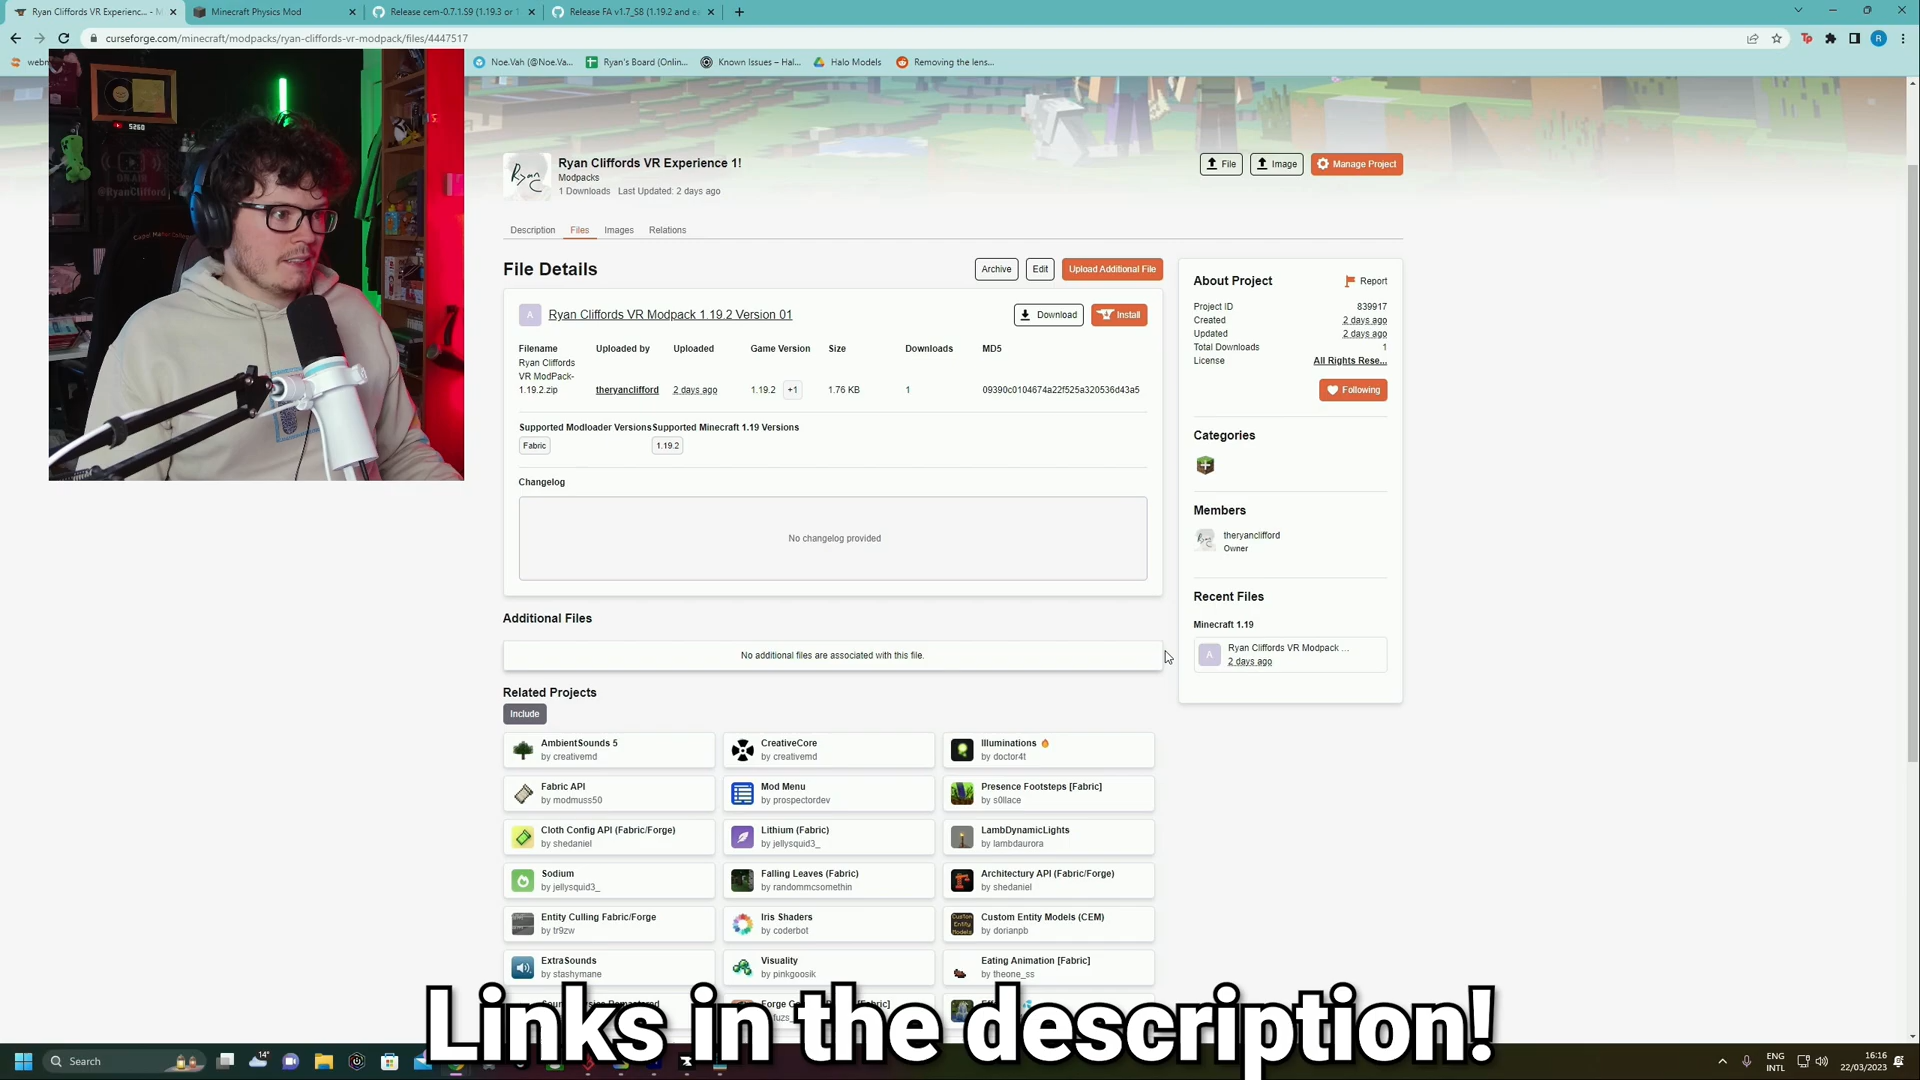 Ryan Cliffords VR Experienc... - M
Minecraft Physics Mod
Release cem-0.7.1.S9 (1.19.3 or 1
Release FA v1.7_S8 (1.19.2 and ea
curseforge.com/minecraft/modpacks/ryan-cliffords-vr-modpack/files/4447517
webm
Noe.Vah (@Noe.Va...
Ryan's Board (Onlin...
Known Issues – Hal...
Halo Models
Removing the lens...
5260
@RyanClifford
Ryan Cliffords VR Experience 1!
Modpacks
1 Downloads Last Updated: 2 days ago
File
Image
Manage Project
Description
Files
Images
Relations
File Details
Archive
Edit
Upload Additional File
A
Ryan Cliffords VR Modpack 1.19.2 Version 01
Download
Install
Filename Uploaded by Uploaded Game Version Size Downloads MD5
Ryan Cliffords
VR ModPack-
1.19.2.zip
theryanclifford 2 days ago 1.19.2 +1 1.76 KB 1 09390c0104674a22f525a320536d43a5
Supported Modloader Versions Supported Minecraft 1.19 Versions
Fabric 1.19.2
Changelog
No changelog provided
Additional Files
No additional files are associated with this file.
Related Projects
Include
AmbientSounds 5
by creativemd
CreativeCore
by creativemd
Illuminations
by doctor4t
Fabric API
by modmuss50
Mod Menu
by prospectordev
Presence Footsteps [Fabric]
by s0llace
Cloth Config API (Fabric/Forge)
by shedaniel
Lithium (Fabric)
by jellysquid3_
LambDynamicLights
by lambdaurora
Sodium
by jellysquid3_
Falling Leaves (Fabric)
by randommcsomethin
Architectury API (Fabric/Forge)
by shedaniel
Entity Culling Fabric/Forge
by tr9zw
Iris Shaders
by coderbot
Custom Entity Models (CEM)
by dorianpb
ExtraSounds
by stashymane
Visuality
by pinkgoosik
Eating Animation [Fabric]
by theone_ss
About Project
Report
Project ID 839917
Created 2 days ago
Updated 2 days ago
Total Downloads 1
License All Rights Rese...
Following
Categories
Members
theryanclifford
Owner
Recent Files
Minecraft 1.19
A
Ryan Cliffords VR Modpack ...
2 days ago
Links in the description!
Search
14°
ENG
INTL
16:16
22/03/2023